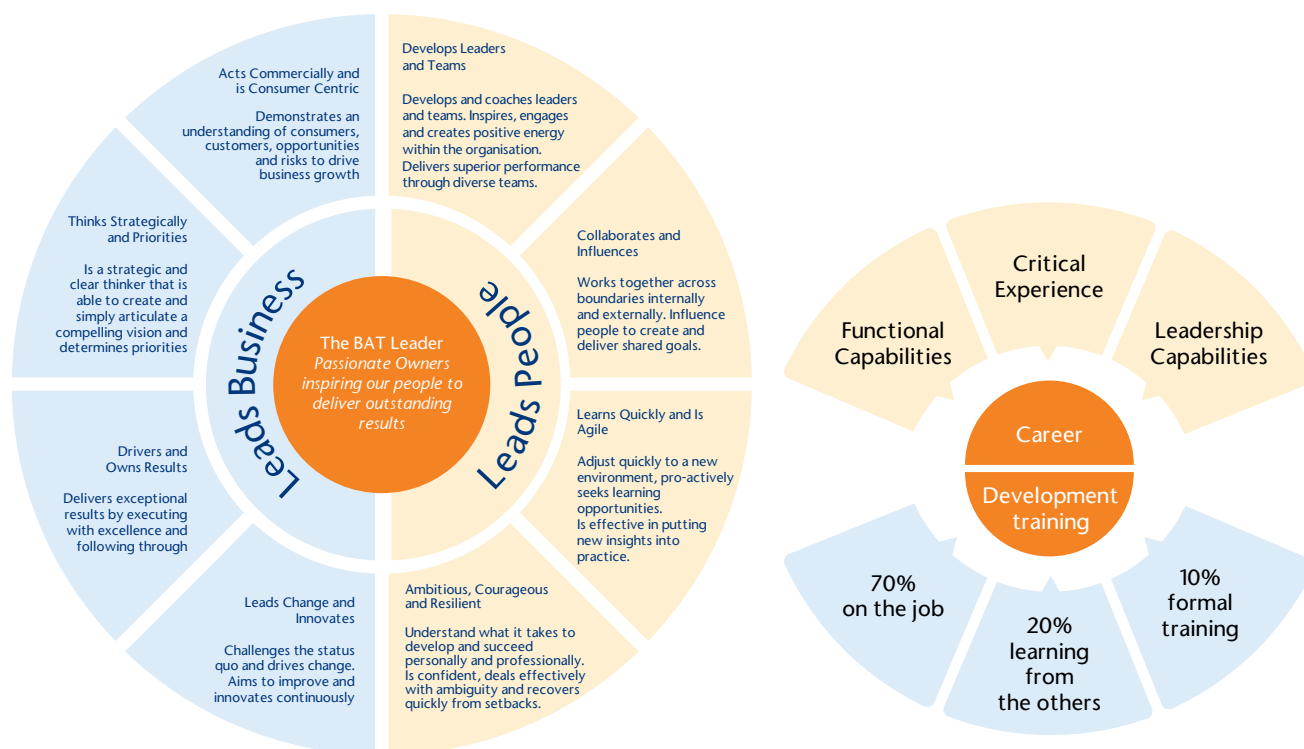 Acts Commercially and
is Consumer Centric
Demonstrates an
understanding of consumers,
customers, opportunities
and risks to drive
business growth
Thinks Strategically
and Priorities
Is a strategic and
clear thinker that is
able to create and
simply articulate a
compelling vision and
determines priorities
Drivers and
Owns Results
Delivers exceptional
results by executing
with excellence and
following through
Leads Change and
Innovates
Challenges the status
quo and drives change.
Aims to improve and
innovates continuously
Leads Business
The BAT Leader
Passionate Owners
inspiring our people to
deliver outstanding
results
Leads People
Develops Leaders
and Teams
Develops and coaches leaders
and teams. Inspires, engages
and creates positive energy
within the organisation.
Delivers superior performance
through diverse teams.
Collaborates and
Influences
Works together across
boundaries internally
and externally. Influence
people to create and
deliver shared goals.
Learns Quickly and Is
Agile
Adjust quickly to a new
environment, pro-actively
seeks learning
opportunities.
Is effective in putting
new insights into
practice.
Ambitious, Courageous
and Resilient
Understand what it takes to
develop and succeed
personally and professionally.
Is confident, deals effectively
with ambiguity and recovers
quickly from setbacks.
Functional
Capabilities
Critical
Experience
Leadership
Capabilities
Career
Development
training
70%
on the job
20%
learning
from
the others
10%
formal
training